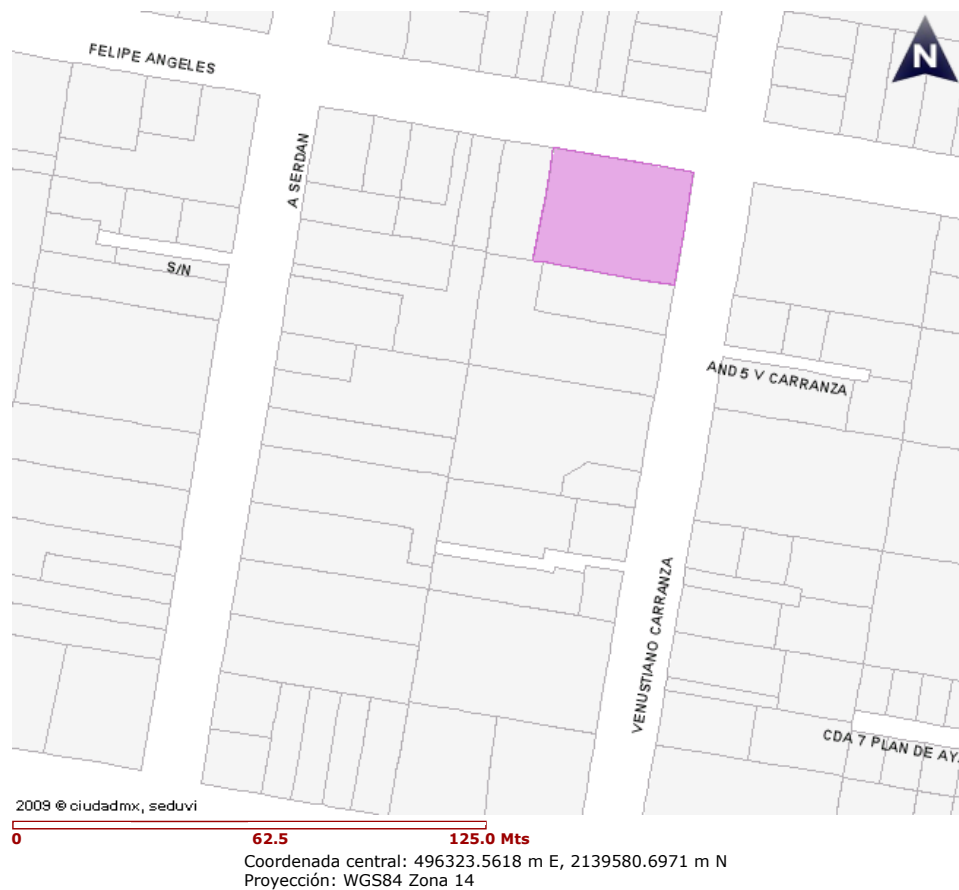 FELIPE ANGELES
N
A SERDAN
S/N
AND 5 V CARRANZA
VENUSTIANO CARRANZA
CDA 7 PLAN DE AY
2009 © ciudadmx, seduvi
0 62.5 125.0 Mts
Coordenada central: 496323.5618 m E, 2139580.6971 m N
Proyección: WGS84 Zona 14